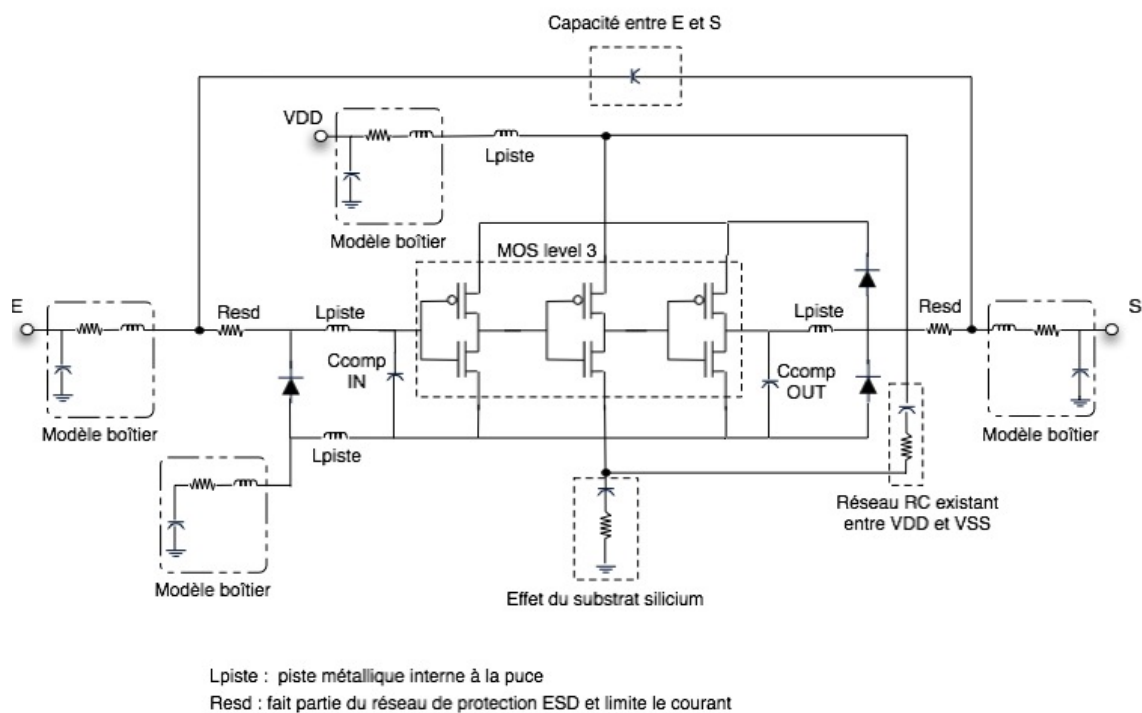 Capacité entre E et S
VDD
Lpiste
Modèle boîtier
MOS level 3
E
Resd
Lpiste
Lpiste
Resd
S
Ccomp
IN
Ccomp
OUT
Modèle boîtier
Lpiste
Modèle boîtier
Réseau RC existant
entre VDD et VSS
Modèle boîtier
Effet du substrat silicium
Lpiste : piste métallique interne à la puce
Resd : fait partie du réseau de protection ESD et limite le courant